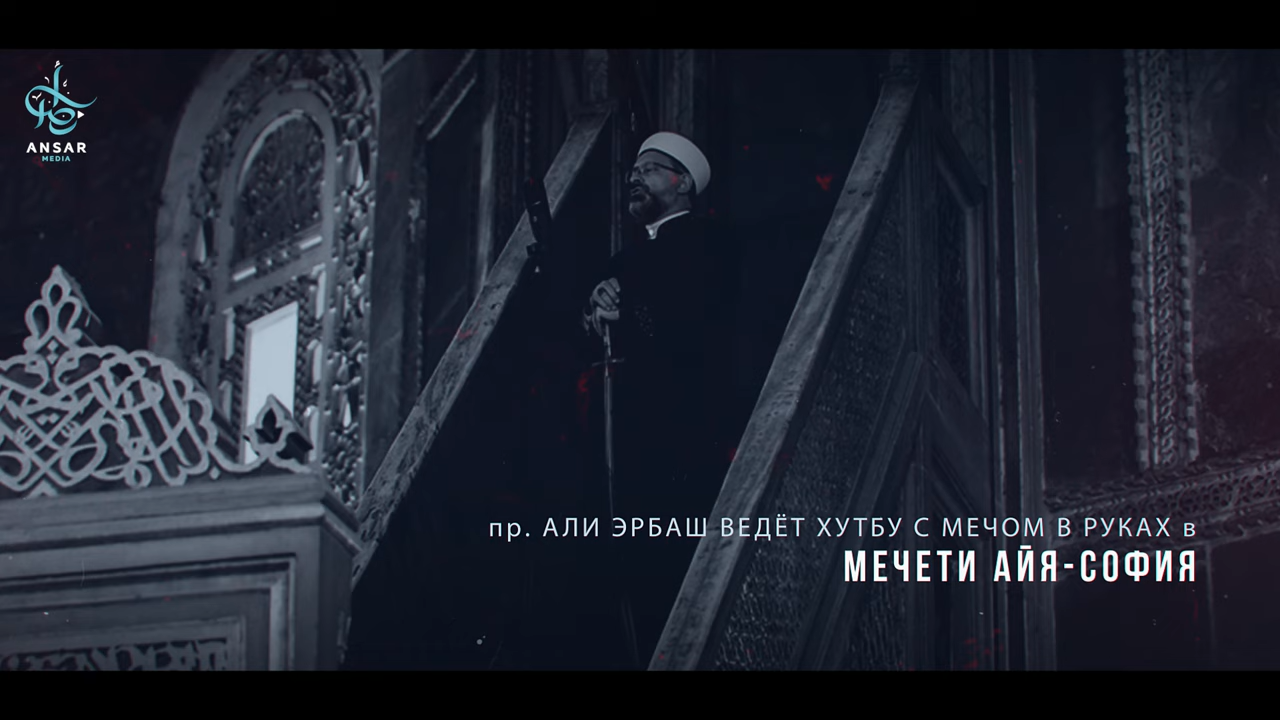 ANSAR
MEDIA
пр. АЛИ ЭРБАШ ВЕДЁТ ХУТБУ С МЕЧОМ В РУКАХ в
МЕЧЕТИ АЙЯ-СОФИЯ